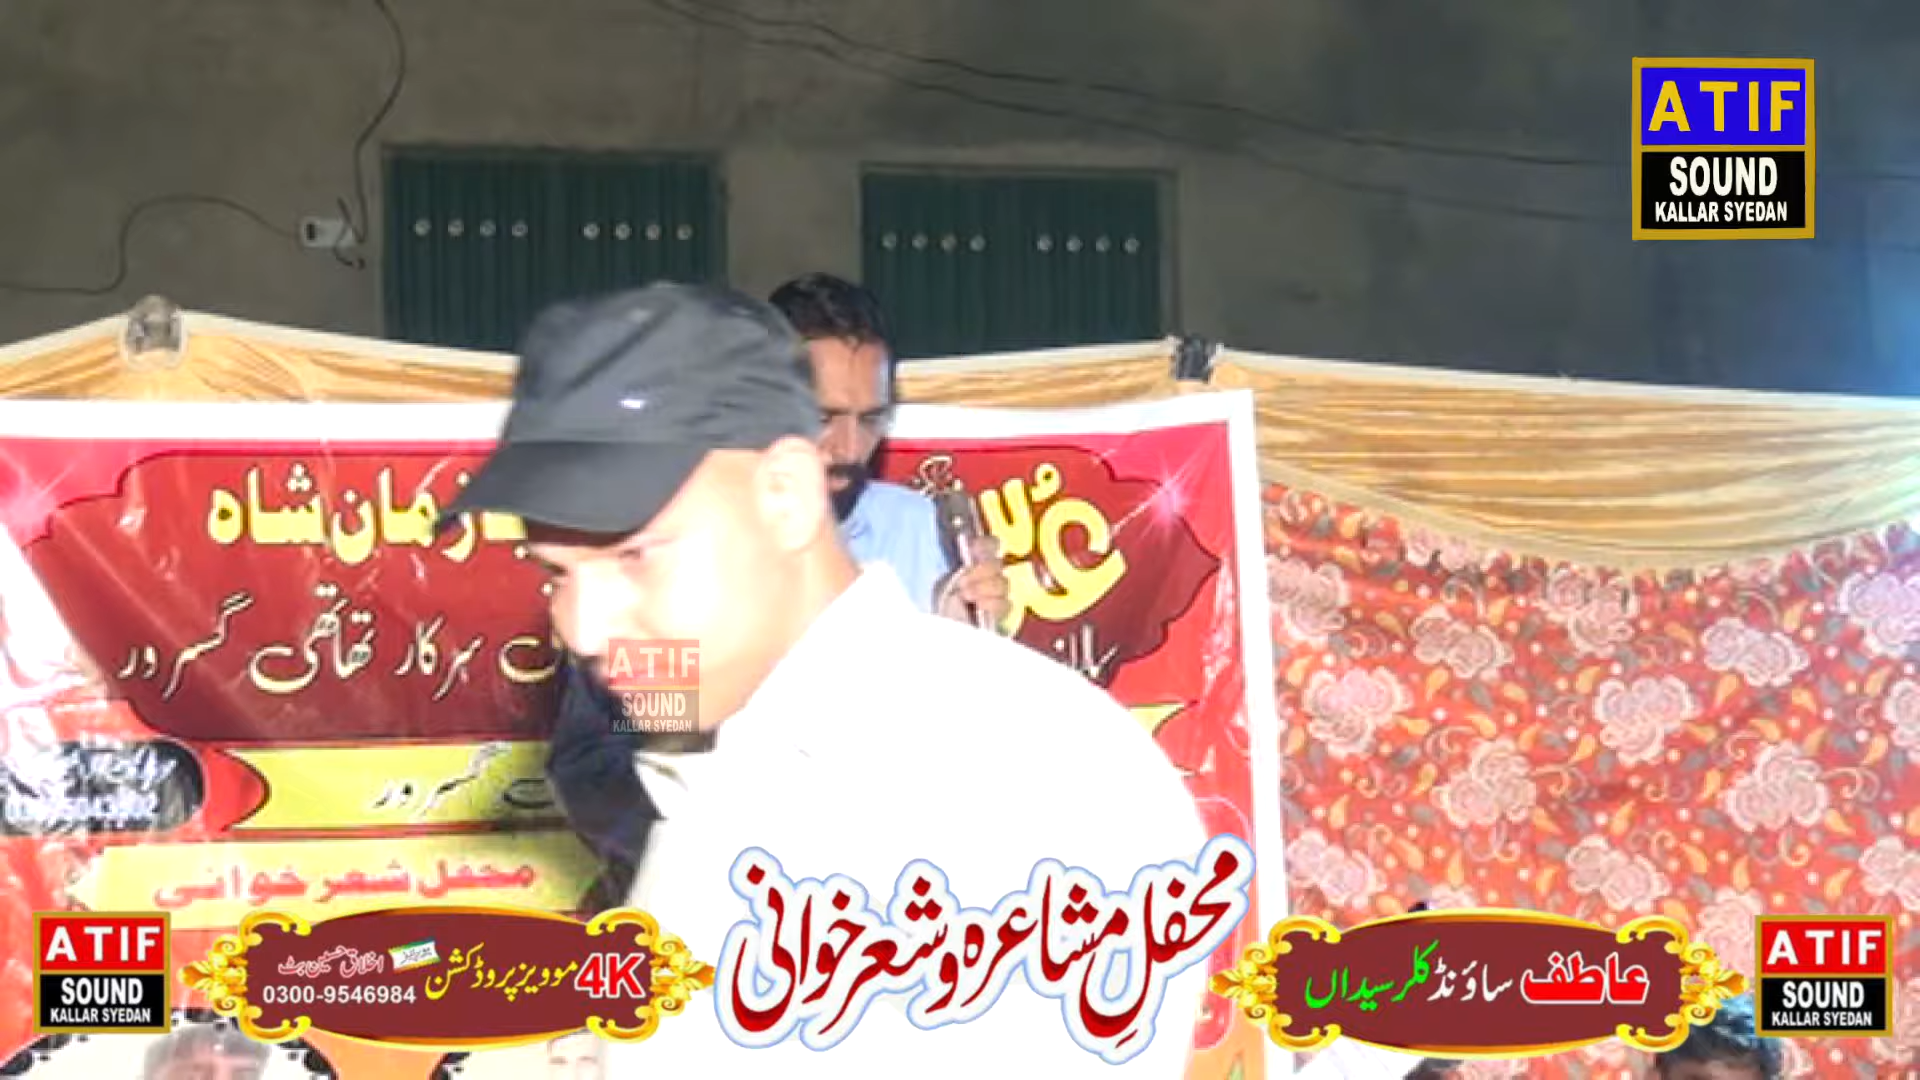 ATIF
SOUND
KALLAR SYEDAN
عُرس
زمان شاہ
سرکار تھاتھی گسرور
گسرور
محفل شعر خوانی
ATIF
SOUND
KALLAR SYEDAN
محفلِ مشاعرہ و شعر خوانی
ATIF
SOUND
KALLAR SYEDAN
4K موویز پروڈکشن
اخلاق حسین بٹ
0300-9546984
عاطف ساؤنڈ کلر سیداں
ATIF
SOUND
KALLAR SYEDAN